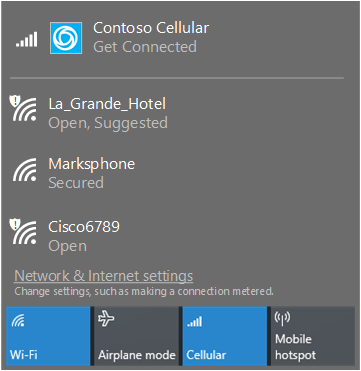 Contoso Cellular
Get Connected
La_Grande_Hotel
Open, Suggested
Marksphone
Secured
Cisco6789
Open
Network & Internet settings
Change settings, such as making a connection metered.
Wi-Fi
Airplane mode
Cellular
Mobile
hotspot